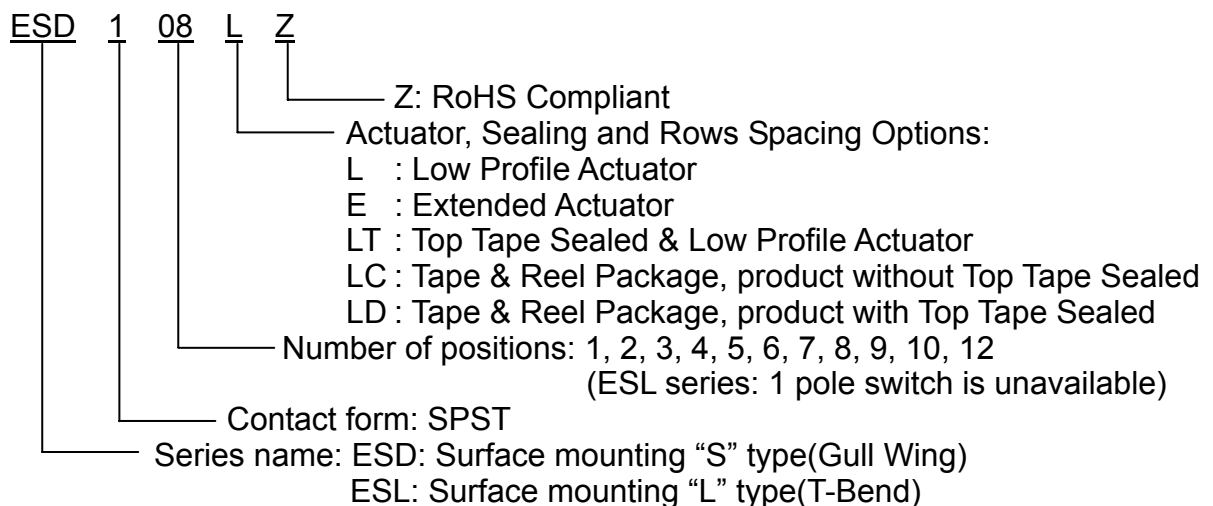 ESD 1 08 L Z
Z: RoHS Compliant
Actuator, Sealing and Rows Spacing Options:
L : Low Profile Actuator
E : Extended Actuator
LT : Top Tape Sealed & Low Profile Actuator
LC : Tape & Reel Package, product without Top Tape Sealed
LD : Tape & Reel Package, product with Top Tape Sealed
Number of positions: 1, 2, 3, 4, 5, 6, 7, 8, 9, 10, 12
(ESL series: 1 pole switch is unavailable)
Contact form: SPST
Series name: ESD: Surface mounting “S” type(Gull Wing)
ESL: Surface mounting “L” type(T-Bend)